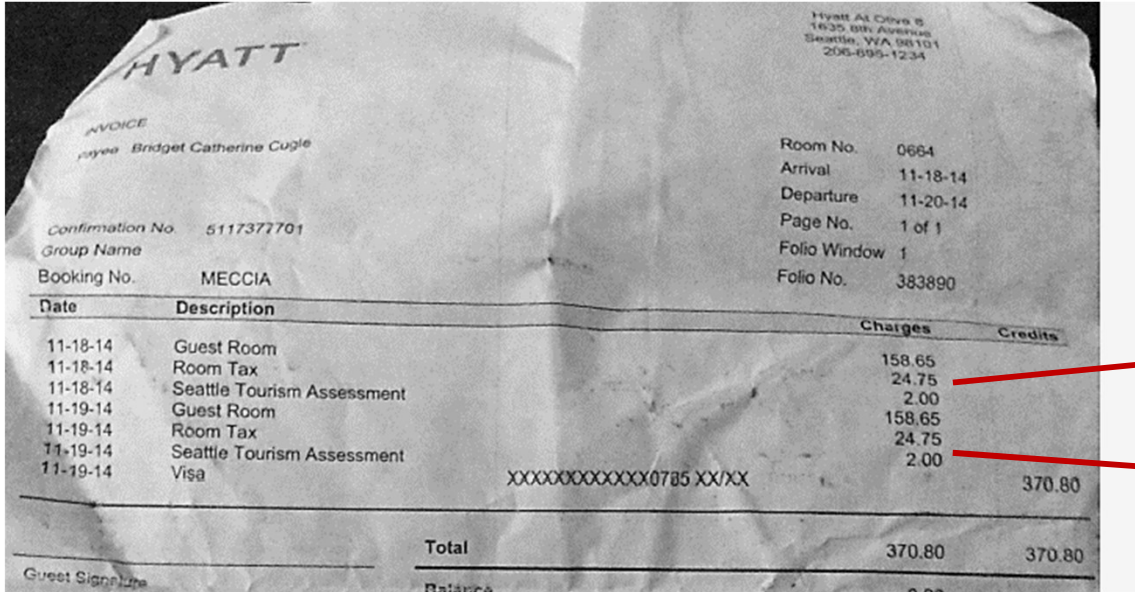 HYATT
Hyatt At Olive 8
1635 8th Avenue
Seattle, WA 98101
206-695-1234
INVOICE
Payee Bridget Catherine Cugle
Room No. 0664
Arrival 11-18-14
Departure 11-20-14
Page No. 1 of 1
Folio Window 1
Folio No. 383890
Confirmation No. 5117377701
Group Name
Booking No. MECCIA
Date Description Charges Credits
11-18-14 Guest Room 158.65
11-18-14 Room Tax 24.75
11-18-14 Seattle Tourism Assessment 2.00
11-19-14 Guest Room 158.65
11-19-14 Room Tax 24.75
11-19-14 Seattle Tourism Assessment 2.00
11-19-14 Visa XXXXXXXXXXXX0785 XX/XX 370.80
Total 370.80 370.80
Guest Signature
Balance